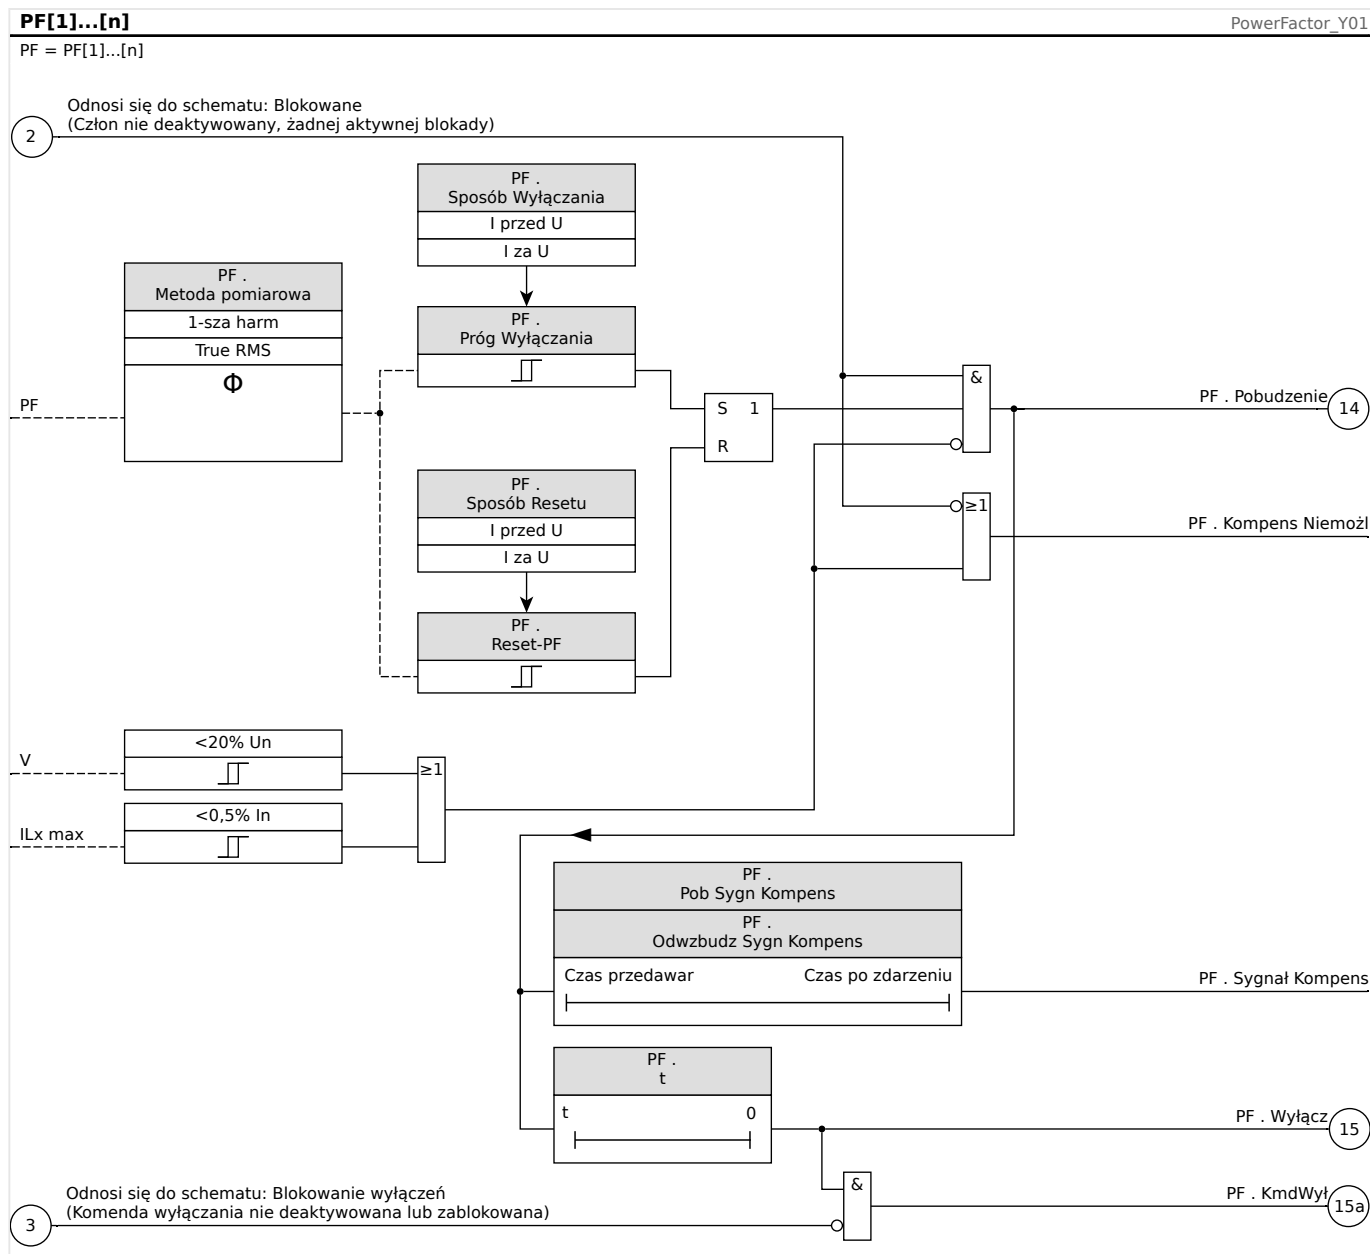 PF[1]...[n]
PowerFactor_Y01
PF = PF[1]...[n]
Odnosi się do schematu: Blokowane
(Człon nie deaktywowany, żadnej aktywnej blokady)
2
PF .
Sposób Wyłączania
I przed U
I za U
PF .
Metoda pomiarowa
1-sza harm
True RMS
Φ
PF
PF .
Próg Wyłączania
S 1
R
&
PF . Pobudzenie
14
PF .
Sposób Resetu
I przed U
I za U
≥1
PF . Kompens Niemożl
PF .
Reset-PF
V
<20% Un
≥1
ILx max
<0,5% In
PF .
Pob Sygn Kompens
PF .
Odwzbudz Sygn Kompens
Czas przedawar
Czas po zdarzeniu
PF . Sygnał Kompens
PF .
t
t
0
PF . Wyłącz
15
Odnosi się do schematu: Blokowanie wyłączeń
(Komenda wyłączania nie deaktywowana lub zablokowana)
3
&
PF . KmdWył
15a